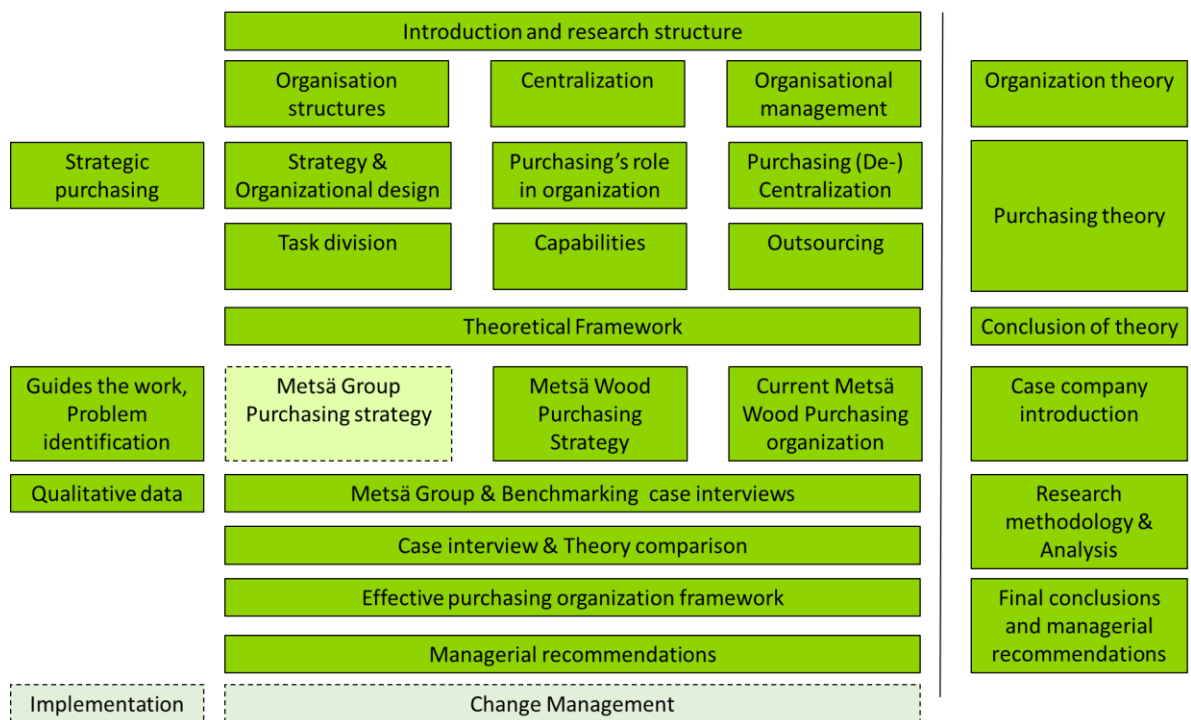 Introduction and research structure
Organisation
structures
Centralization
Organisational
management
Organization theory
Strategic
purchasing
Strategy &
Organizational design
Purchasing's role
in organization
Purchasing (De-)
Centralization
Purchasing theory
Task division
Capabilities
Outsourcing
Theoretical Framework
Conclusion of theory
Guides the work,
Problem
identification
Metsä Group
Purchasing strategy
Metsä Wood
Purchasing
Strategy
Current Metsä
Wood Purchasing
organization
Case company
introduction
Qualitative data
Metsä Group & Benchmarking case interviews
Research
methodology &
Analysis
Case interview & Theory comparison
Effective purchasing organization framework
Final conclusions
and managerial
recommendations
Managerial recommendations
Implementation
Change Management